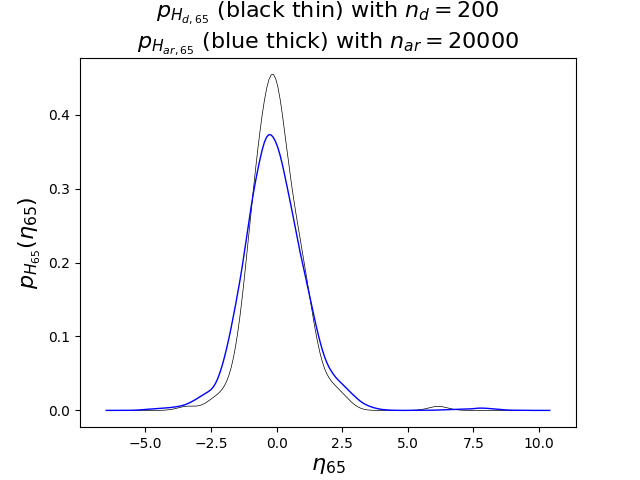 p_{H_{d,65}} (black thin) with n_d = 200
p_{H_{ar,65}} (blue thick) with n_{ar} = 20000
p_{H_{65}}(η_{65})
0.4
0.3
0.2
0.1
0.0
−5.0 −2.5 0.0 2.5 5.0 7.5 10.0
η_{65}